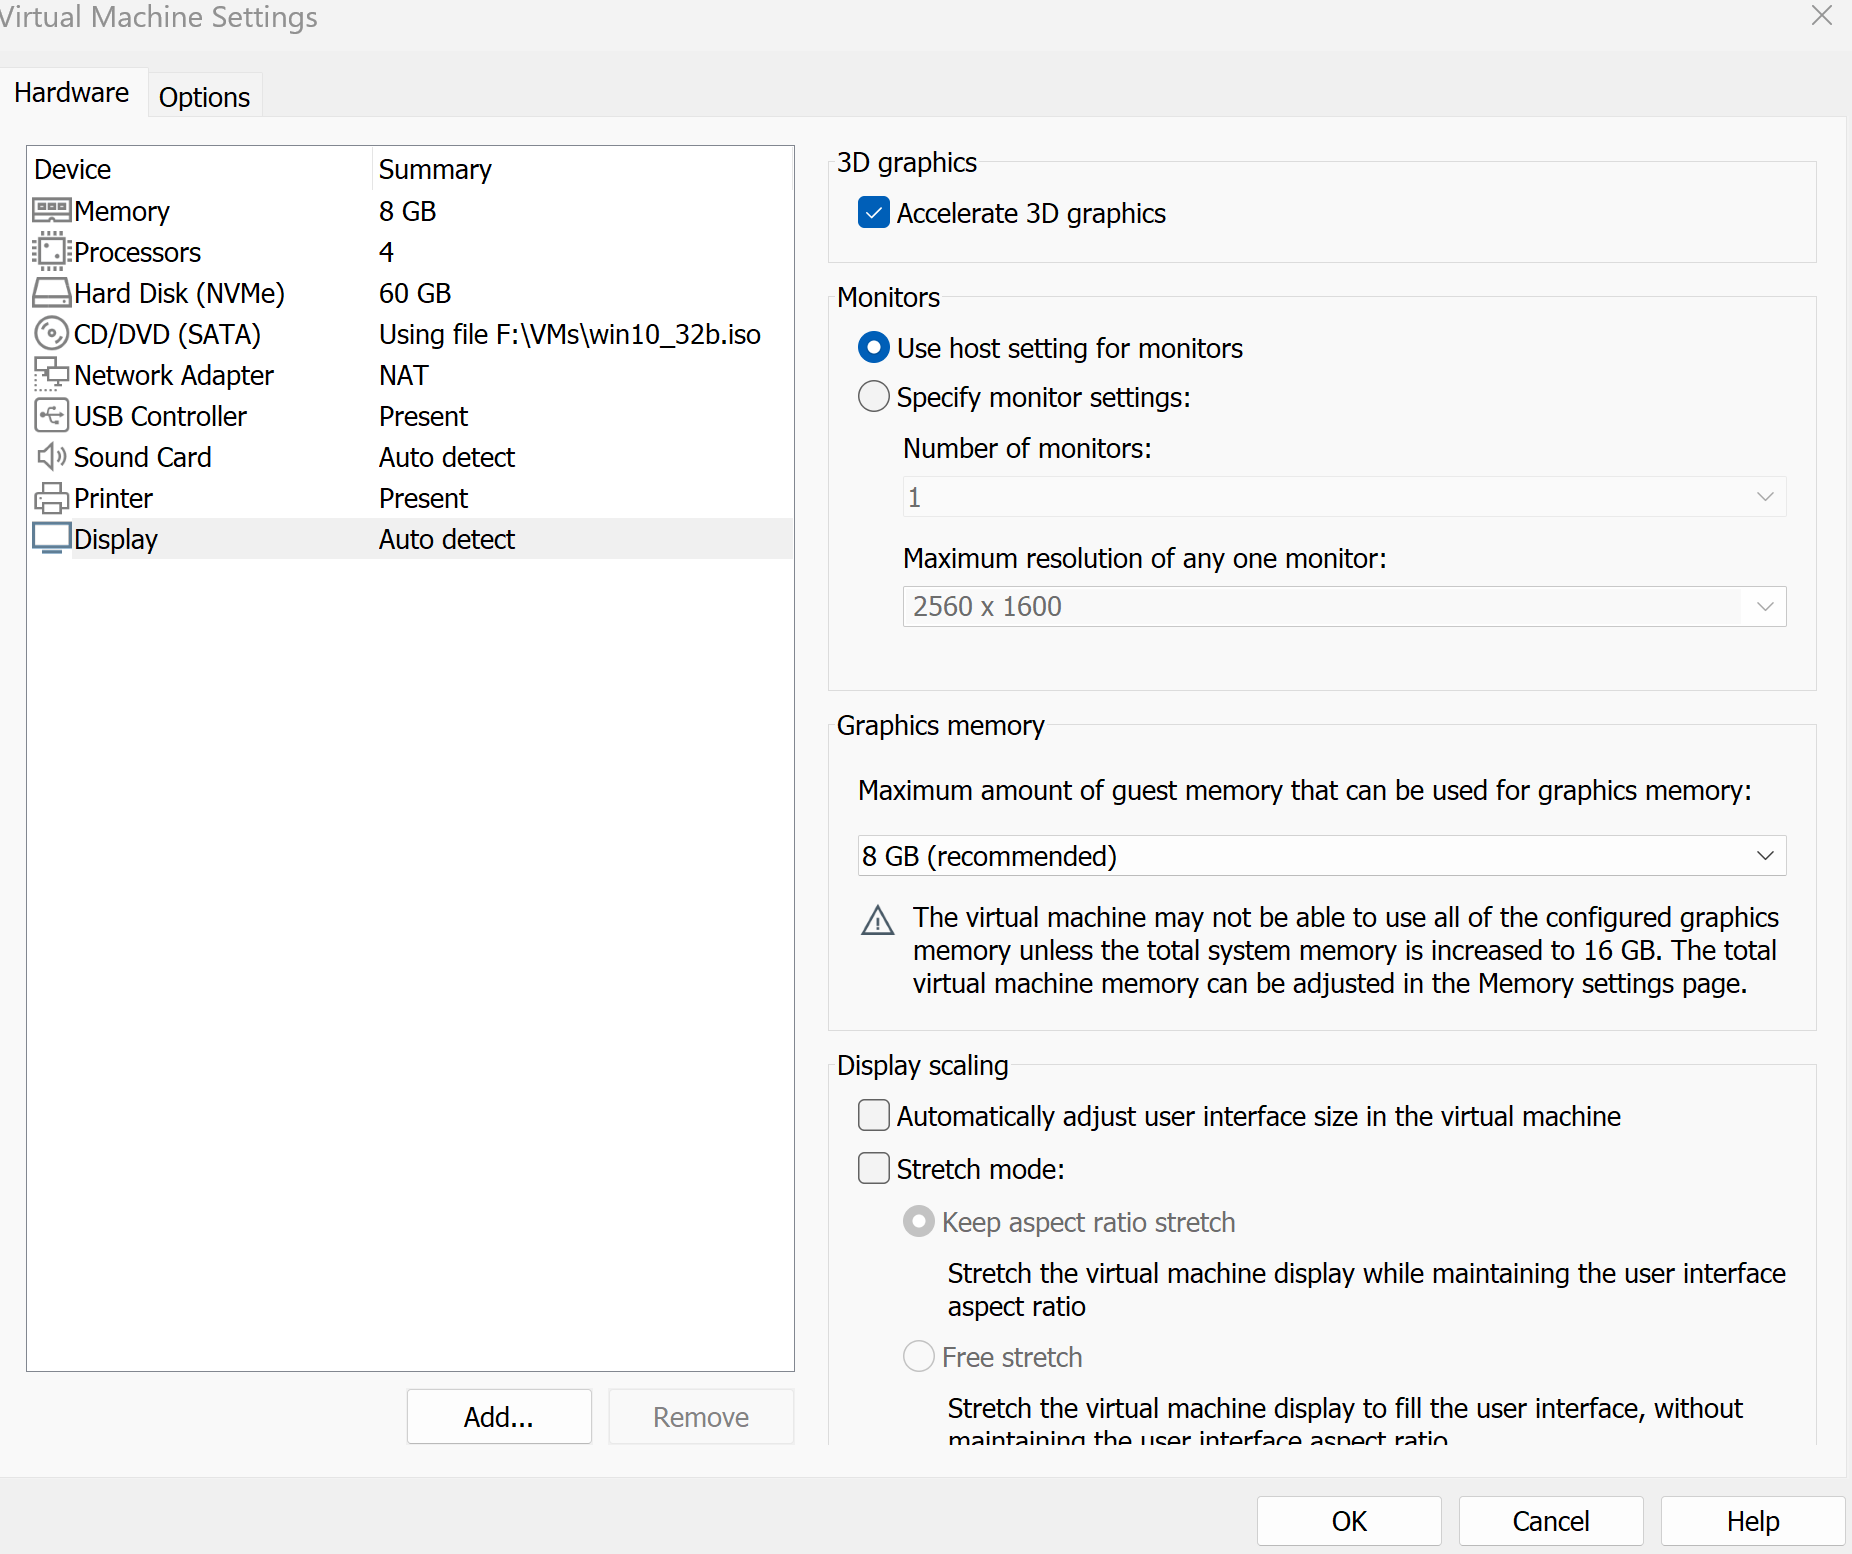 Virtual Machine Settings
Hardware
Options
Device Summary
Memory 8 GB
Processors 4
Hard Disk (NVMe) 60 GB
CD/DVD (SATA) Using file F:\VMs\win10_32b.iso
Network Adapter NAT
USB Controller Present
Sound Card Auto detect
Printer Present
Display Auto detect
Add...
Remove
3D graphics
Accelerate 3D graphics
Monitors
Use host setting for monitors
Specify monitor settings:
Number of monitors:
1
Maximum resolution of any one monitor:
2560 x 1600
Graphics memory
Maximum amount of guest memory that can be used for graphics memory:
8 GB (recommended)
The virtual machine may not be able to use all of the configured graphics
memory unless the total system memory is increased to 16 GB. The total
virtual machine memory can be adjusted in the Memory settings page.
Display scaling
Automatically adjust user interface size in the virtual machine
Stretch mode:
Keep aspect ratio stretch
Stretch the virtual machine display while maintaining the user interface
aspect ratio
Free stretch
Stretch the virtual machine display to fill the user interface, without
maintaining the user interface aspect ratio
OK
Cancel
Help